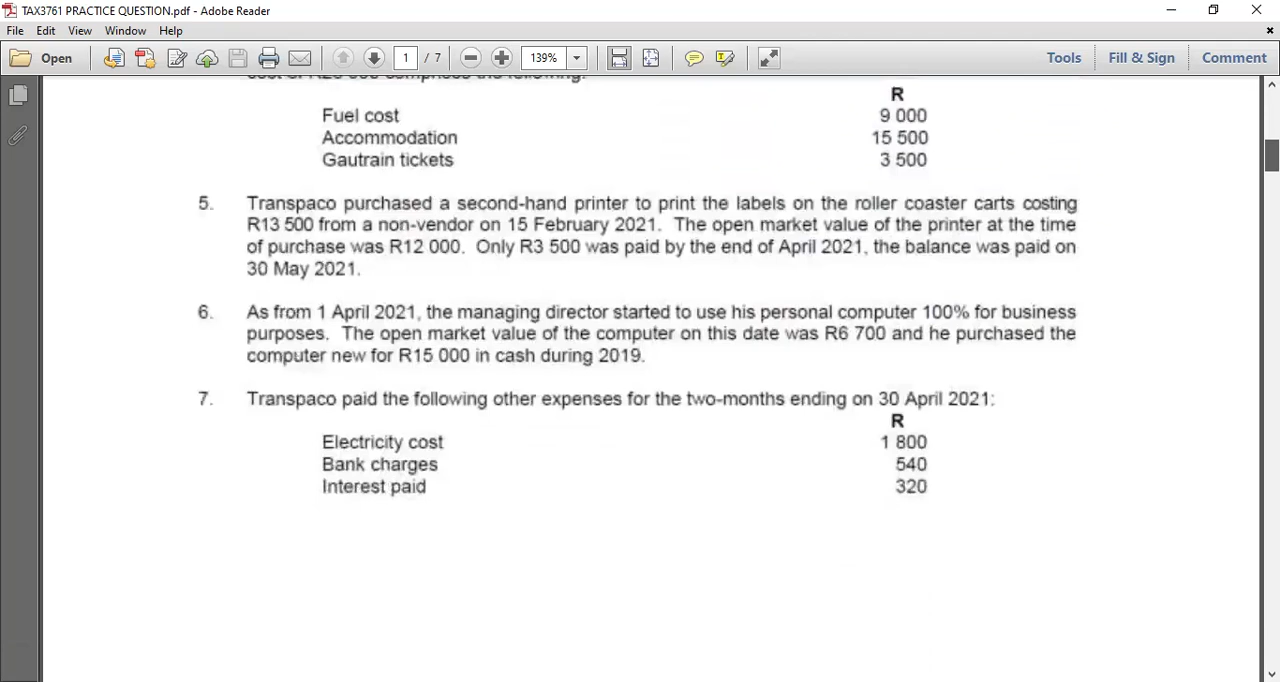 TAX3761 PRACTICE QUESTION.pdf - Adobe Reader
File Edit View Window Help
Open 1 / 7 139% Tools Fill & Sign Comment
cost of R28 000 comprises the following:
R
Fuel cost 9 000
Accommodation 15 500
Gautrain tickets 3 500
5. Transpaco purchased a second-hand printer to print the labels on the roller coaster carts costing
R13 500 from a non-vendor on 15 February 2021. The open market value of the printer at the time
of purchase was R12 000. Only R3 500 was paid by the end of April 2021, the balance was paid on
30 May 2021.
6. As from 1 April 2021, the managing director started to use his personal computer 100% for business
purposes. The open market value of the computer on this date was R6 700 and he purchased the
computer new for R15 000 in cash during 2019.
7. Transpaco paid the following other expenses for the two-months ending on 30 April 2021:
R
Electricity cost 1 800
Bank charges 540
Interest paid 320